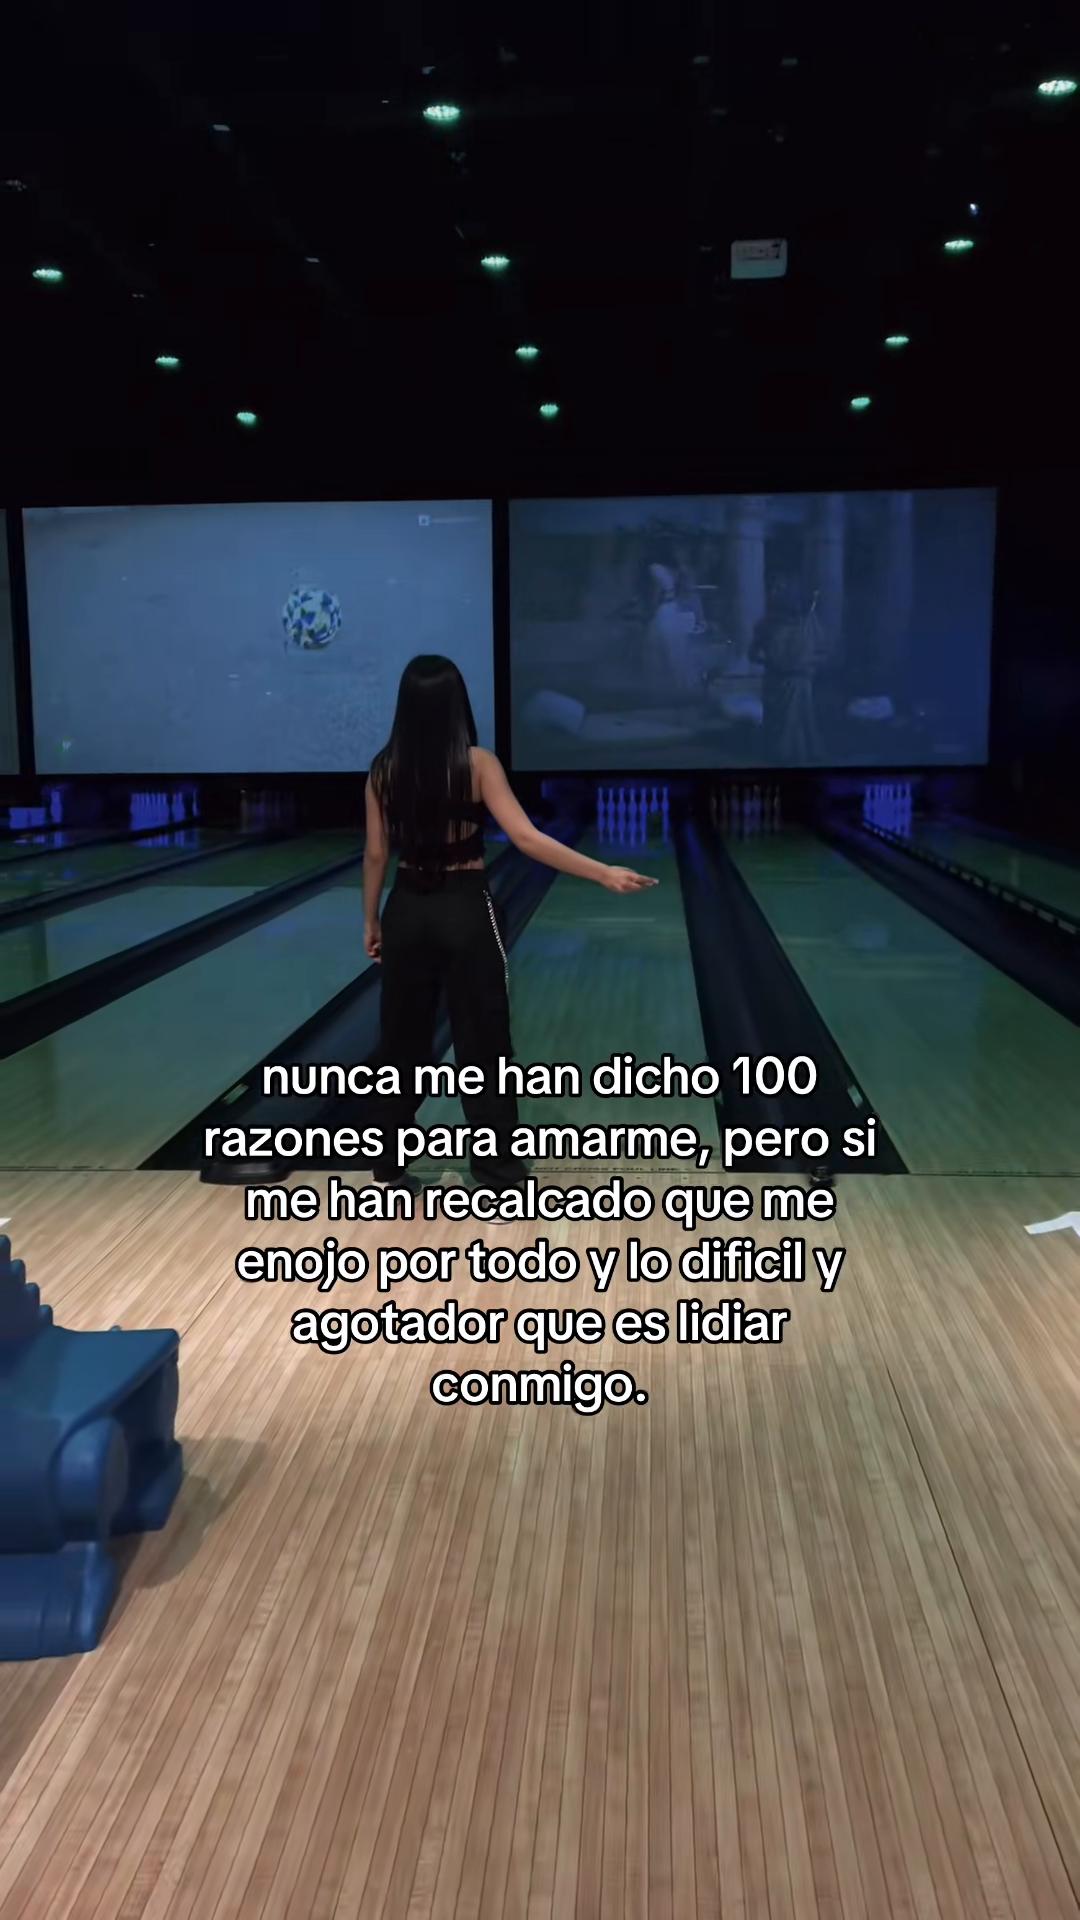 nunca me han dicho 100
razones para amarme, pero si
me han recalcado que me
enojo por todo y lo dificil y
agotador que es lidiar
conmigo.